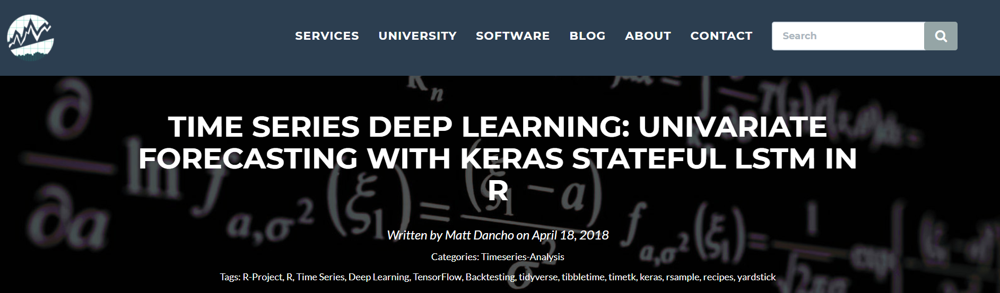 SERVICES UNIVERSITY SOFTWARE BLOG ABOUT CONTACT Search
TIME SERIES DEEP LEARNING: UNIVARIATE
FORECASTING WITH KERAS STATEFUL LSTM IN
R
Written by Matt Dancho on April 18, 2018
Categories: Timeseries-Analysis
Tags: R-Project, R, Time Series, Deep Learning, TensorFlow, Backtesting, tidyverse, tibbletime, timetk, keras, rsample, recipes, yardstick